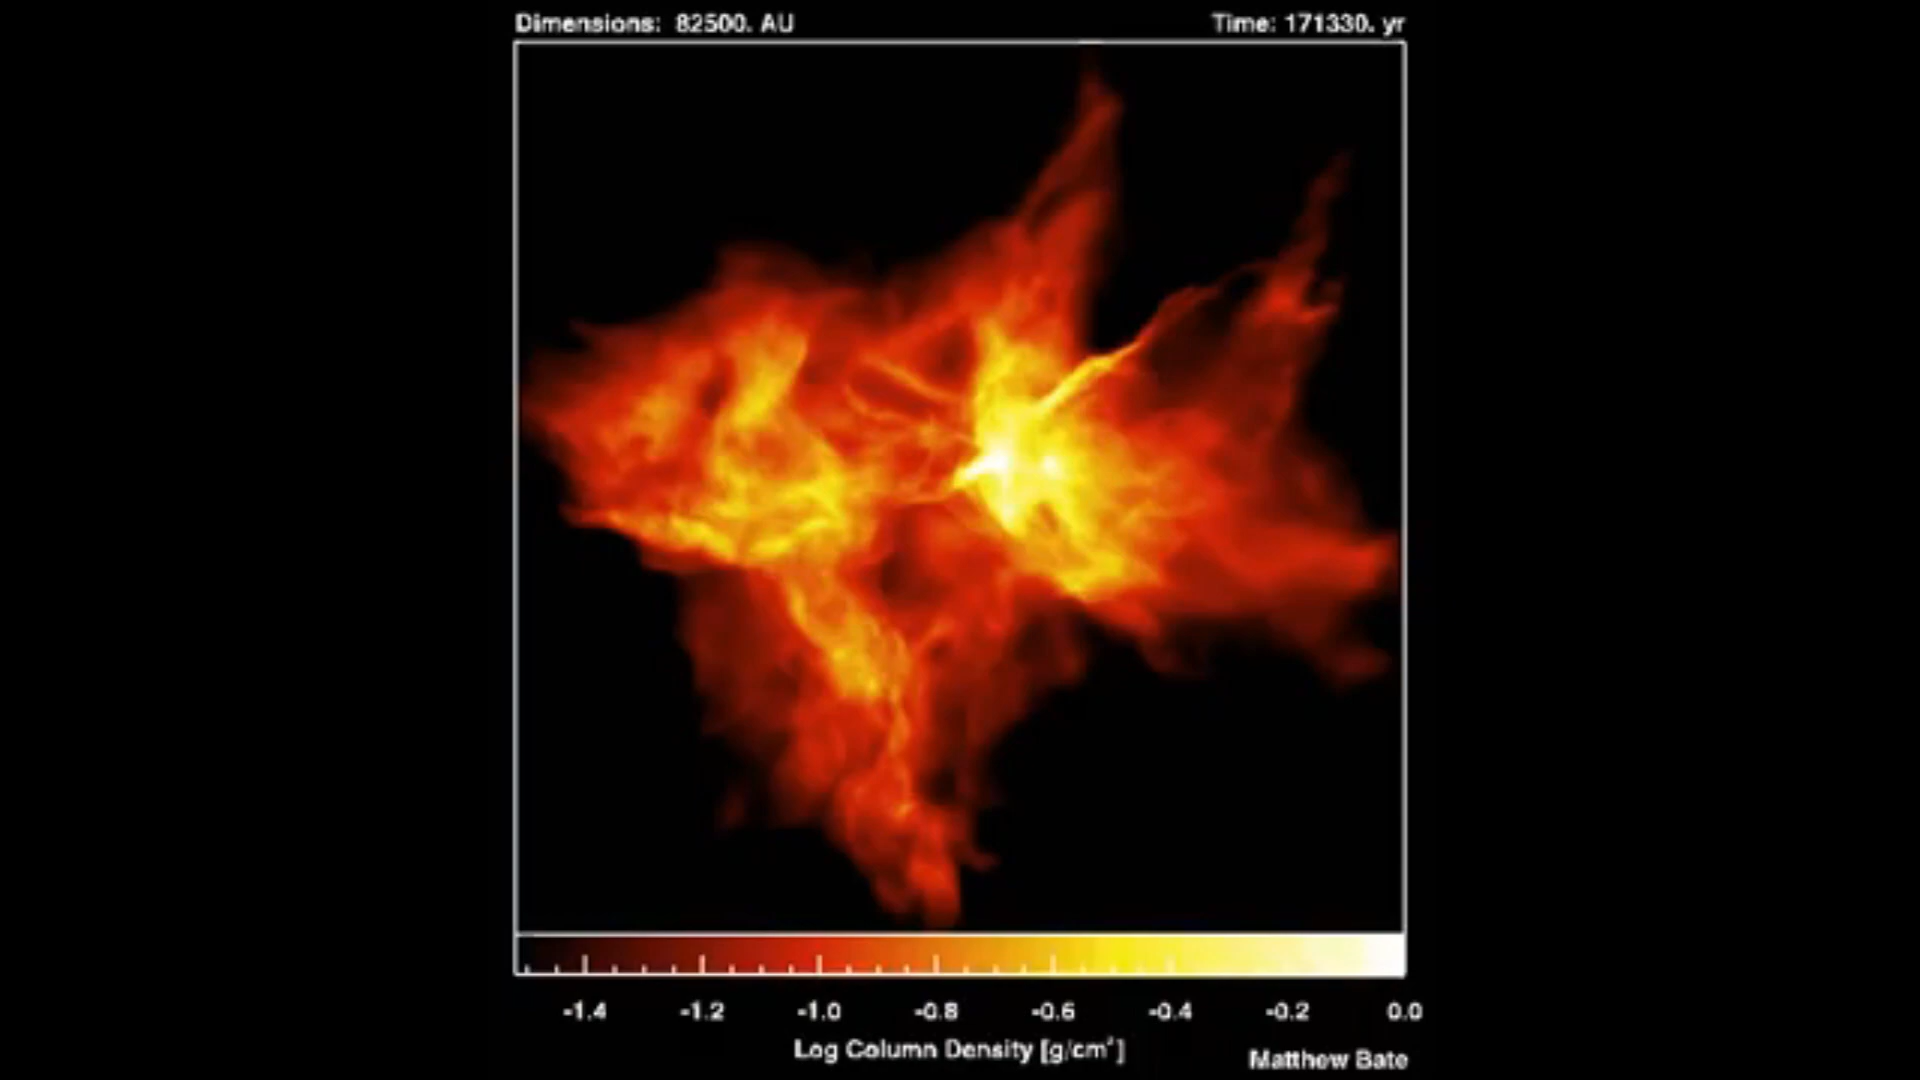 Dimensions: 82500. AU
Time: 171330. yr
-1.4 -1.2 -1.0 -0.8 -0.6 -0.4 -0.2 0.0
Log Column Density [g/cm²]
Matthew Bate